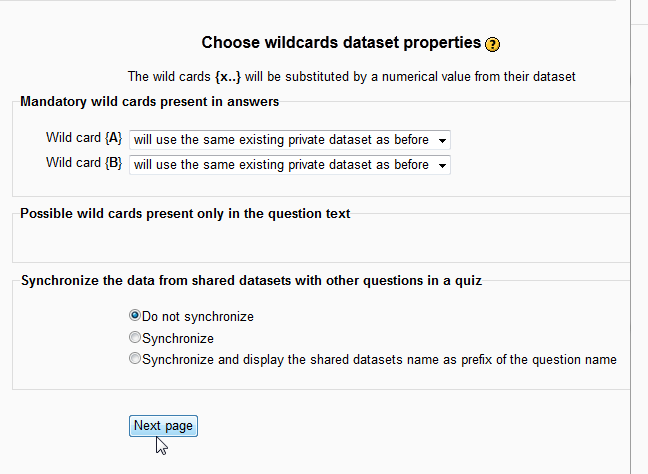 Choose wildcards dataset properties ?
The wild cards {x..} will be substituted by a numerical value from their dataset
Mandatory wild cards present in answers
Wild card {A} will use the same existing private dataset as before
Wild card {B} will use the same existing private dataset as before
Possible wild cards present only in the question text
Synchronize the data from shared datasets with other questions in a quiz
Do not synchronize
Synchronize
Synchronize and display the shared datasets name as prefix of the question name
Next page